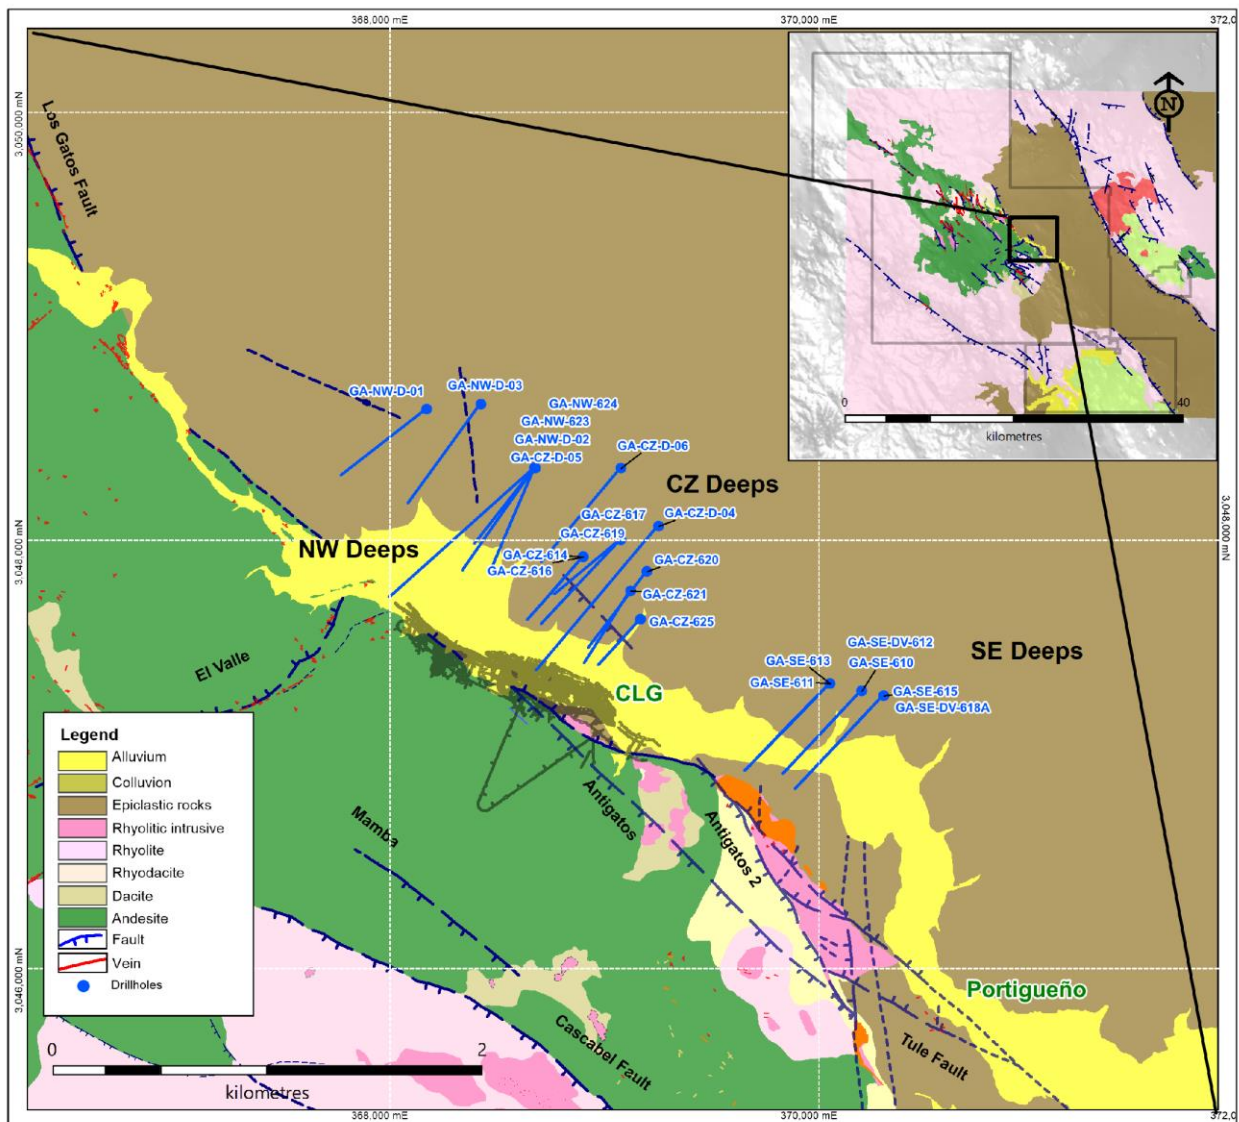 368,000 mE
370,000 mE
372,0
3,050,000 mN
Los Gatos Fault
N
0
40
kilometres
GA-NW-D-01
GA-NW-D-03
GA-NW-624
GA-NW-623
GA-NW-D-02
GA-CZ-D-05
GA-CZ-D-06
CZ Deeps
GA-CZ-617
GA-CZ-D-04
GA-CZ-619
NW Deeps
GA-CZ-614
GA-CZ-616
GA-CZ-620
GA-CZ-621
GA-CZ-625
3,048,000 mN
3,048,000 mN
GA-SE-DV-612
GA-SE-613
GA-SE-610
SE Deeps
GA-SE-611
GA-SE-615
GA-SE-DV-618A
El Valle
CLG
Legend
Alluvium
Colluvion
Epiclastic rocks
Rhyolitic intrusive
Rhyolite
Rhyodacite
Dacite
Andesite
Fault
Vein
Drillholes
Antigatos
Antigatos 2
Mamba
3,046,000 mN
Portigueño
Cascabel Fault
Tule Fault
0
2
kilometres
368,000 mE
370,000 mE
372,0